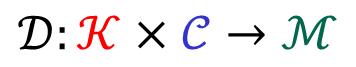 𝒟: 𝒦 × 𝒞 → ℳ